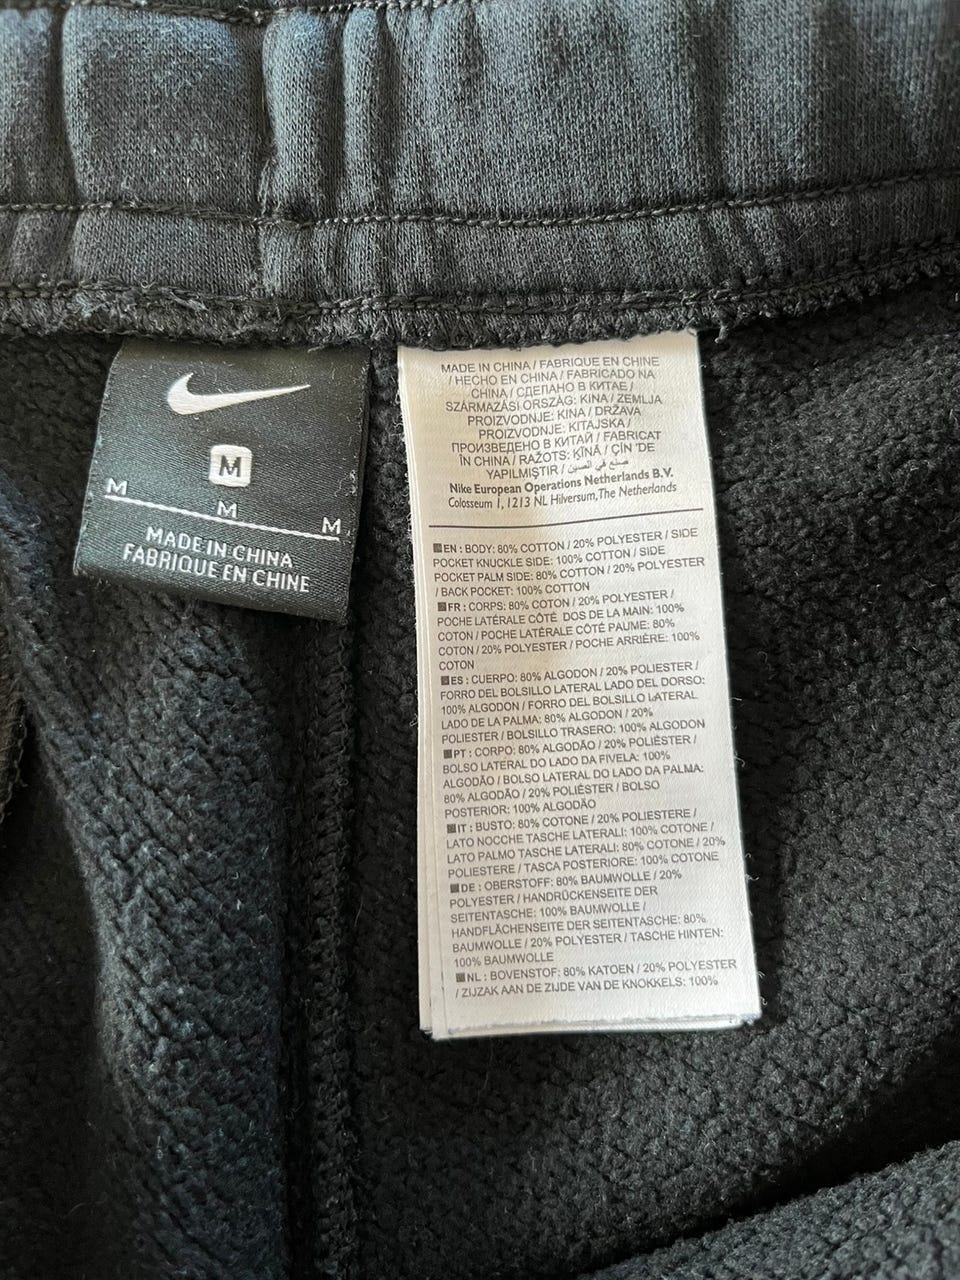 M
M
M
M
MADE IN CHINA
FABRIQUE EN CHINE
MADE IN CHINA / FABRIQUE EN CHINE
/ HECHO EN CHINA / FABRICADO NA
CHINA / СДЕЛАНО В КИТАЕ /
SZÁRMAZÁSI ORSZÁG: KINA / ZEMLJA
PROIZVODNJE: KINA / DRŽAVA
PROIZVODNJE: KITAJSKA /
ПРОИЗВЕДЕНО В КИТАЙ / FABRICAT
ÎN CHINA / RAŽOTS: ĶĪNĀ / ÇİN 'DE
YAPILMIŞTIR / صنع في الصين
Nike European Operations Netherlands B.V.
Colosseum 1, 1213 NL Hilversum, The Netherlands
EN : BODY: 80% COTTON / 20% POLYESTER / SIDE
POCKET KNUCKLE SIDE: 100% COTTON / SIDE
POCKET PALM SIDE: 80% COTTON / 20% POLYESTER
/ BACK POCKET: 100% COTTON
FR : CORPS: 80% COTON / 20% POLYESTER /
POCHE LATÉRALE CÔTÉ DOS DE LA MAIN: 100%
COTON / POCHE LATÉRALE CÔTÉ PAUME: 80%
COTON / 20% POLYESTER / POCHE ARRIÈRE: 100%
COTON
ES : CUERPO: 80% ALGODON / 20% POLIESTER /
FORRO DEL BOLSILLO LATERAL LADO DEL DORSO:
100% ALGODON / FORRO DEL BOLSILLO LATERAL
LADO DE LA PALMA: 80% ALGODON / 20%
POLIESTER / BOLSILLO TRASERO: 100% ALGODON
PT : CORPO: 80% ALGODÃO / 20% POLIÉSTER /
BOLSO LATERAL DO LADO DA FIVELA: 100%
ALGODÃO / BOLSO LATERAL DO LADO DA PALMA:
80% ALGODÃO / 20% POLIÉSTER / BOLSO
POSTERIOR: 100% ALGODÃO
IT : BUSTO: 80% COTONE / 20% POLIESTERE /
LATO NOCCHE TASCHE LATERALI: 100% COTONE /
LATO PALMO TASCHE LATERALI: 80% COTONE / 20%
POLIESTERE / TASCA POSTERIORE: 100% COTONE
DE : OBERSTOFF: 80% BAUMWOLLE / 20%
POLYESTER / HANDRÜCKENSEITE DER
SEITENTASCHE: 100% BAUMWOLLE /
HANDFLÄCHENSEITE DER SEITENTASCHE: 80%
BAUMWOLLE / 20% POLYESTER / TASCHE HINTEN:
100% BAUMWOLLE
NL : BOVENSTOF: 80% KATOEN / 20% POLYESTER
/ ZIJZAK AAN DE ZIJDE VAN DE KNOKKELS: 100%